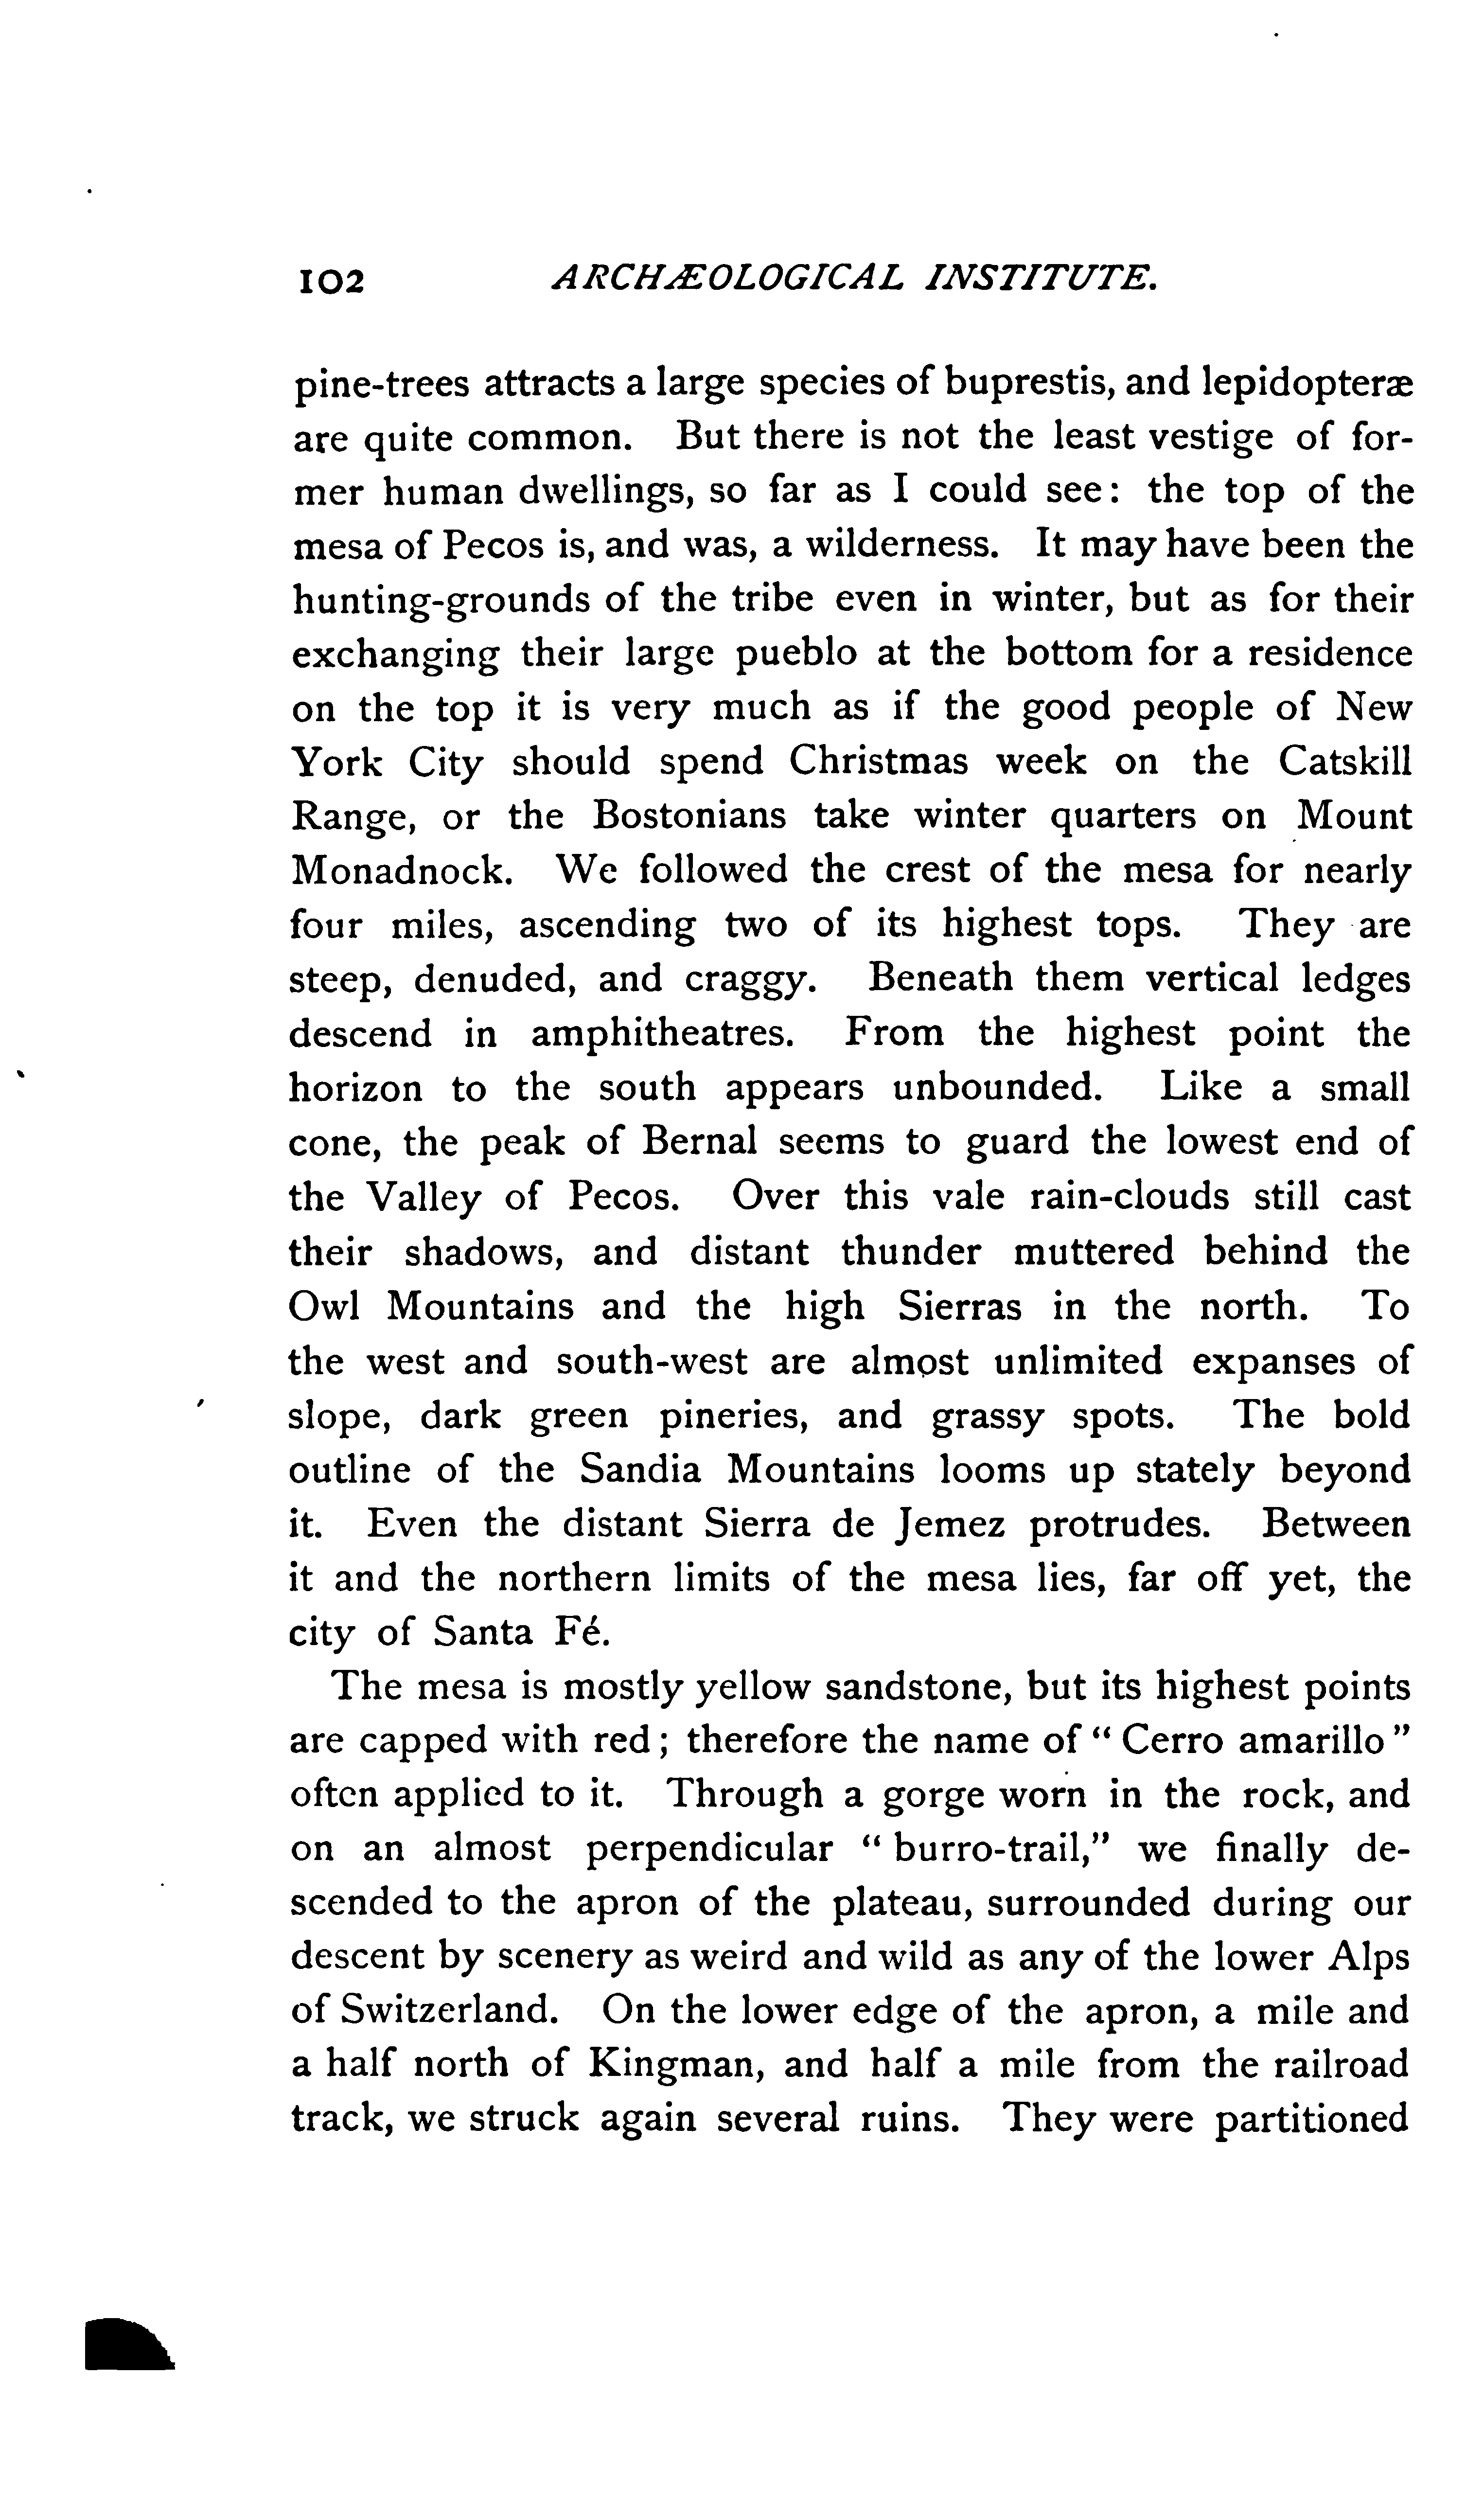 102 ARCHÆOLOGICAL INSTITUTE.
pine-trees attracts a large species of buprestis, and lepidopteræ
are quite common. But there is not the least vestige of for-
mer human dwellings, so far as I could see: the top of the
mesa of Pecos is, and was, a wilderness. It may have been the
hunting-grounds of the tribe even in winter, but as for their
exchanging their large pueblo at the bottom for a residence
on the top it is very much as if the good people of New
York City should spend Christmas week on the Catskill
Range, or the Bostonians take winter quarters on Mount
Monadnock. We followed the crest of the mesa for nearly
four miles, ascending two of its highest tops. They are
steep, denuded, and craggy. Beneath them vertical ledges
descend in amphitheatres. From the highest point the
horizon to the south appears unbounded. Like a small
cone, the peak of Bernal seems to guard the lowest end of
the Valley of Pecos. Over this vale rain-clouds still cast
their shadows, and distant thunder muttered behind the
Owl Mountains and the high Sierras in the north. To
the west and south-west are almost unlimited expanses of
slope, dark green pineries, and grassy spots. The bold
outline of the Sandia Mountains looms up stately beyond
it. Even the distant Sierra de Jemez protrudes. Between
it and the northern limits of the mesa lies, far off yet, the
city of Santa Fé.
The mesa is mostly yellow sandstone, but its highest points
are capped with red; therefore the name of "Cerro amarillo"
often applied to it. Through a gorge worn in the rock, and
on an almost perpendicular "burro-trail," we finally de-
scended to the apron of the plateau, surrounded during our
descent by scenery as weird and wild as any of the lower Alps
of Switzerland. On the lower edge of the apron, a mile and
a half north of Kingman, and half a mile from the railroad
track, we struck again several ruins. They were partitioned